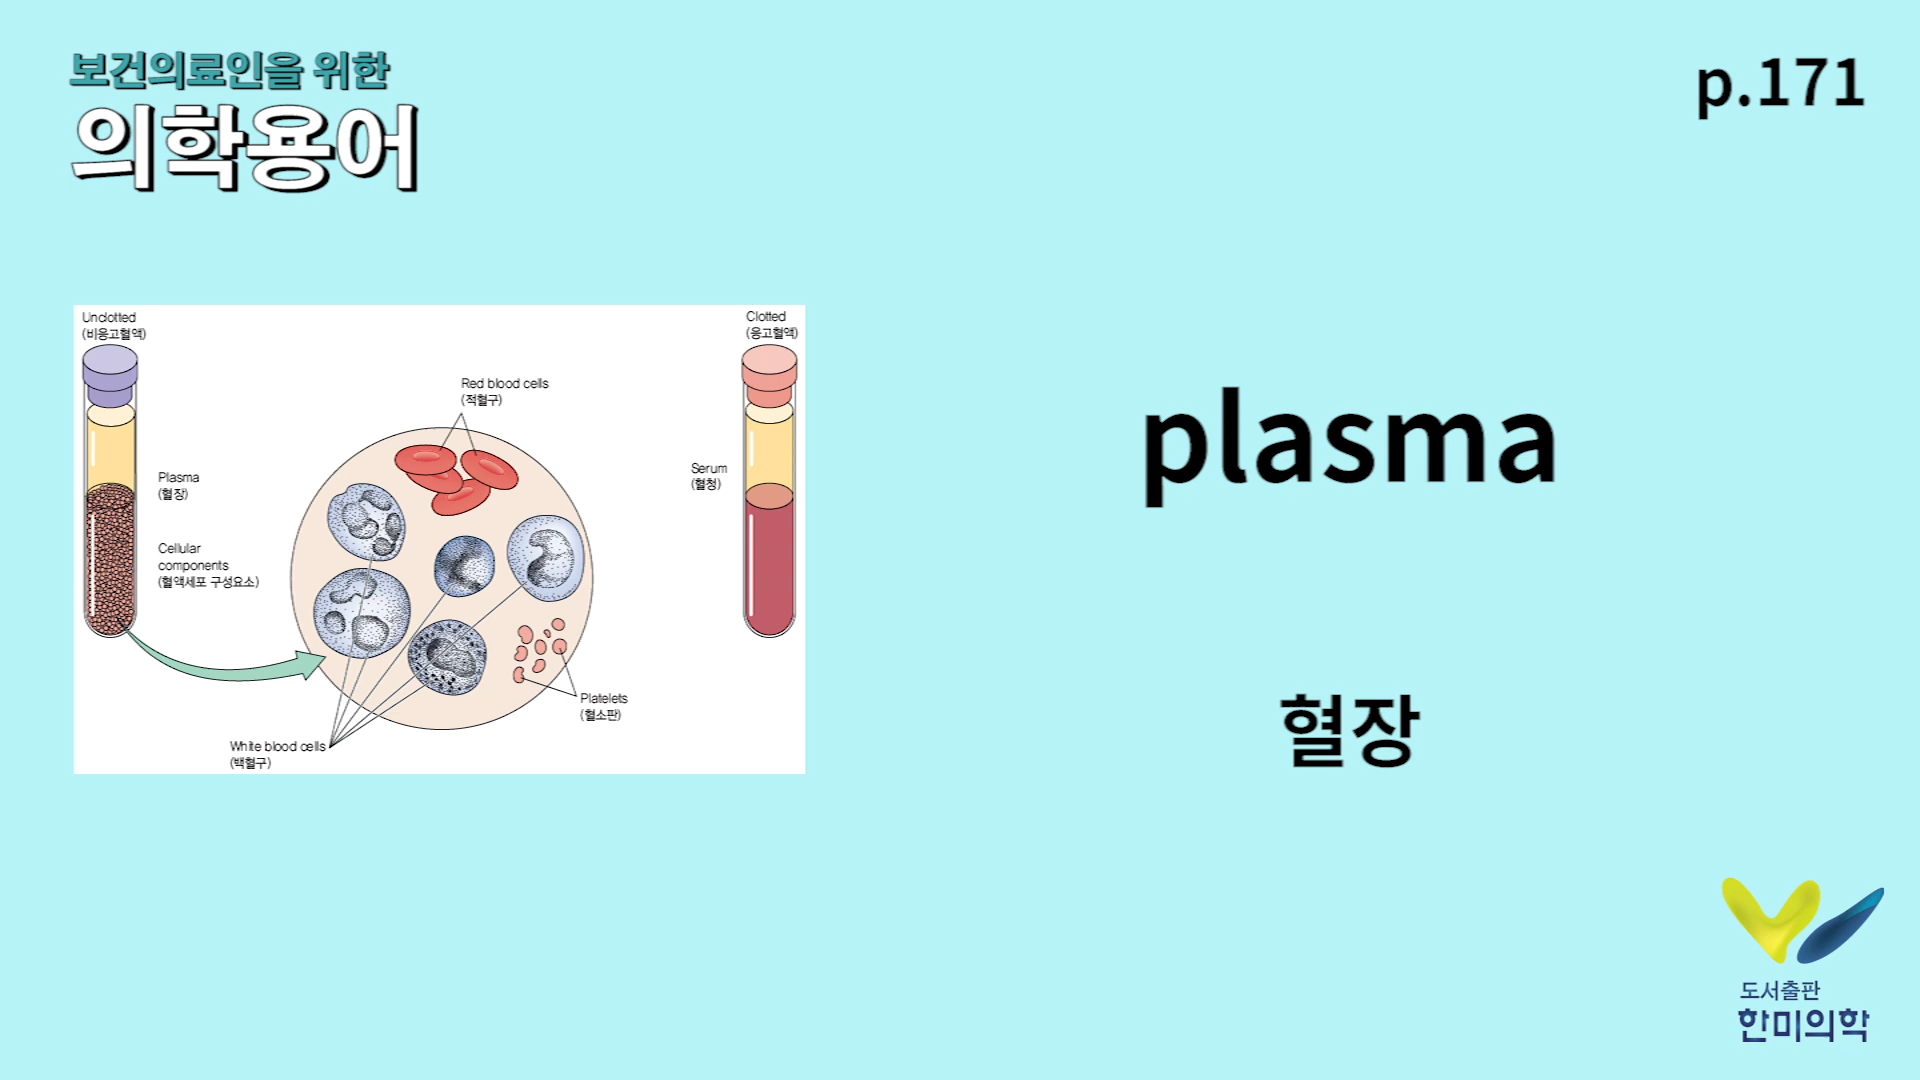 보건의료인을 위한
의학용어
p.171
Unclotted
(비응고혈액)
Clotted
(응고혈액)
Red blood cells
(적혈구)
Plasma
(혈장)
Serum
(혈청)
Cellular
components
(혈액세포 구성요소)
Platelets
(혈소판)
White blood cells
(백혈구)
plasma
혈장
도서출판
한미의학